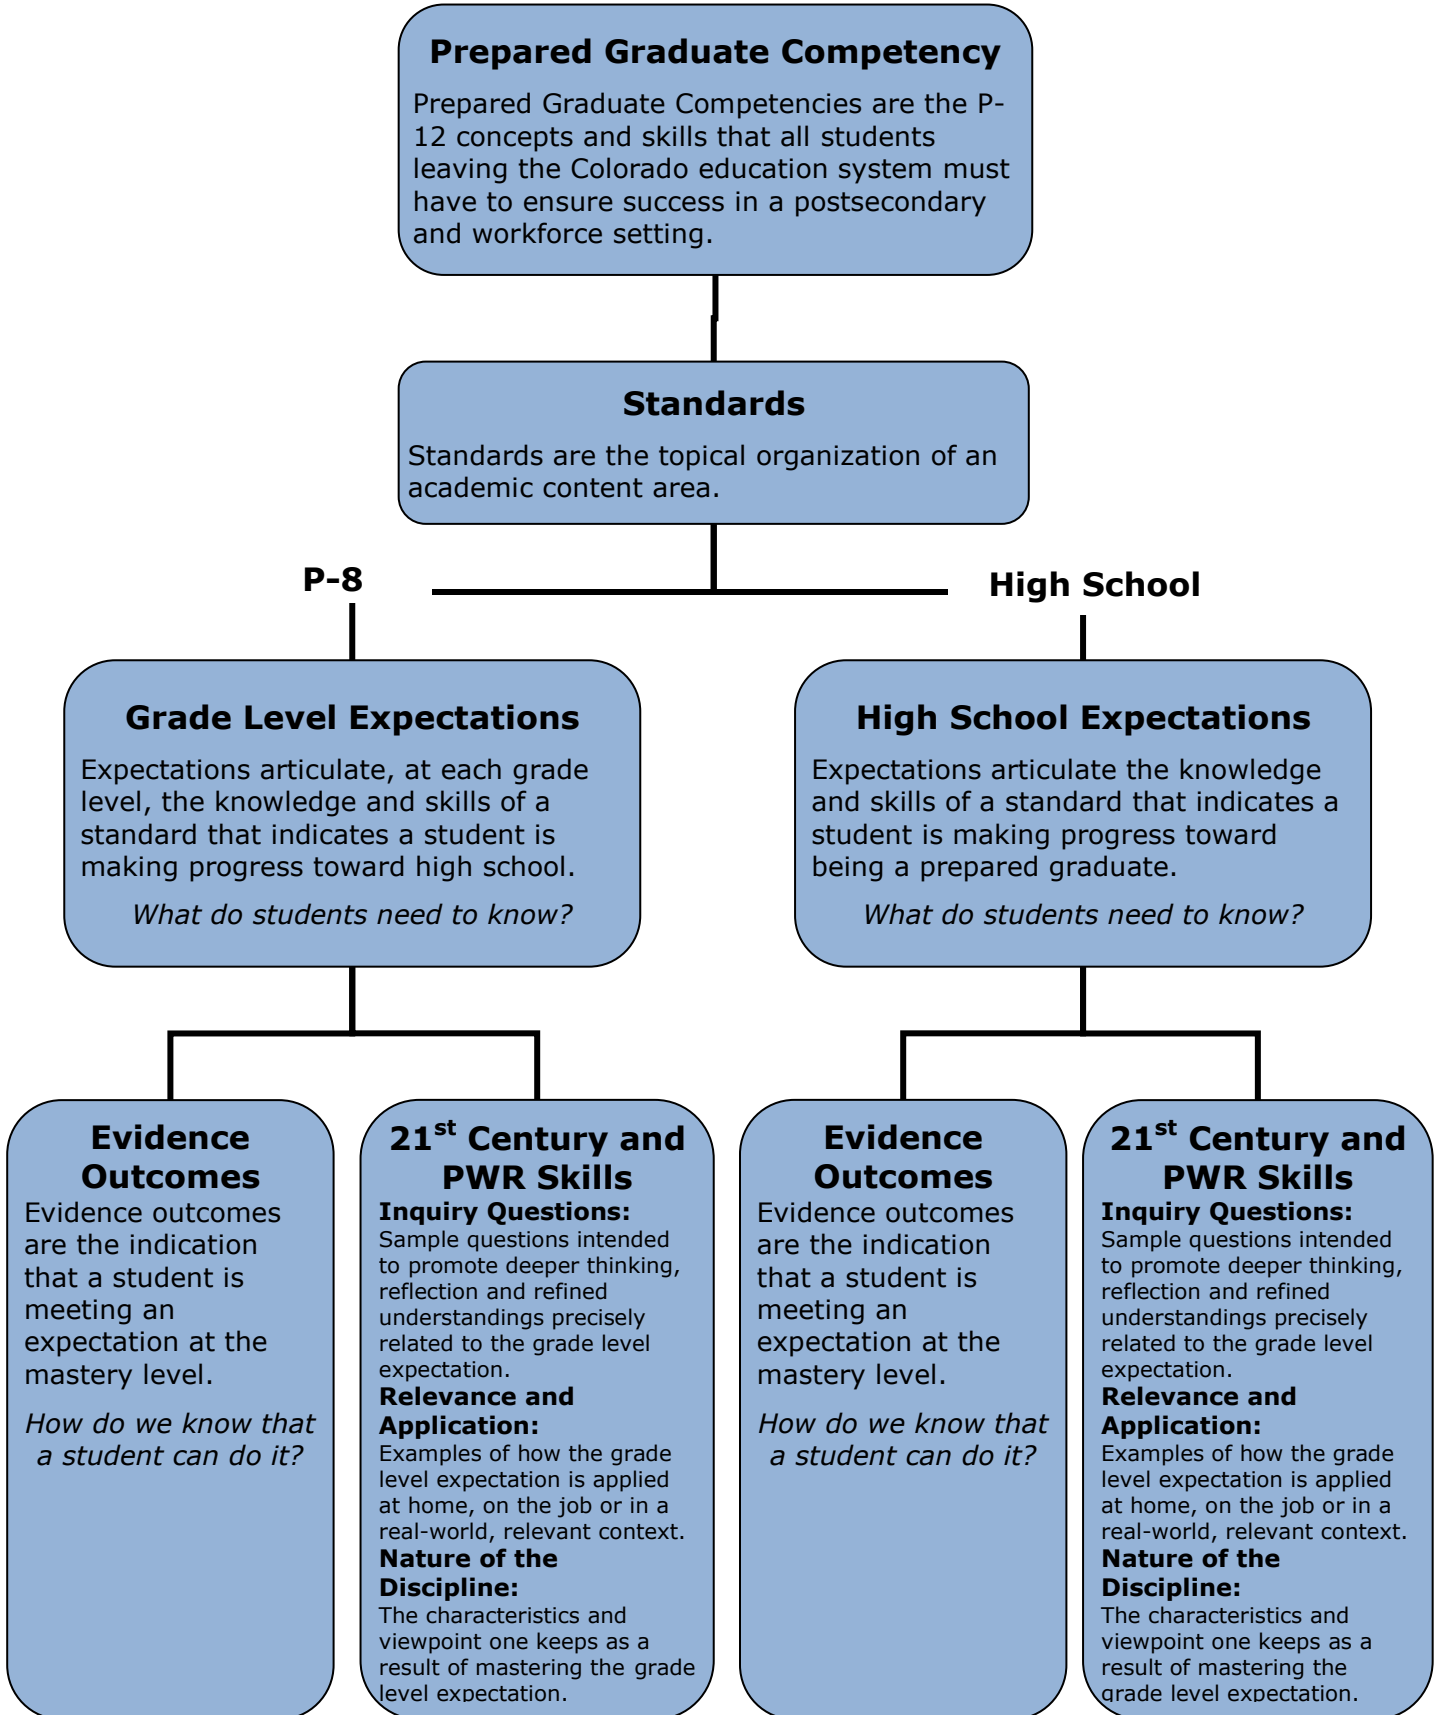 Prepared Graduate Competency
Prepared Graduate Competencies are the P-
12 concepts and skills that all students
leaving the Colorado education system must
have to ensure success in a postsecondary
and workforce setting.
Standards
Standards are the topical organization of an
academic content area.
P-8
High School
Grade Level Expectations
Expectations articulate, at each grade
level, the knowledge and skills of a
standard that indicates a student is
making progress toward high school.
What do students need to know?
High School Expectations
Expectations articulate the knowledge
and skills of a standard that indicates a
student is making progress toward
being a prepared graduate.
What do students need to know?
Evidence
Outcomes
Evidence outcomes
are the indication
that a student is
meeting an
expectation at the
mastery level.
How do we know that
a student can do it?
21st Century and
PWR Skills
Inquiry Questions:
Sample questions intended
to promote deeper thinking,
reflection and refined
understandings precisely
related to the grade level
expectation.
Relevance and
Application:
Examples of how the grade
level expectation is applied
at home, on the job or in a
real-world, relevant context.
Nature of the
Discipline:
The characteristics and
viewpoint one keeps as a
result of mastering the grade
level expectation.
Evidence
Outcomes
Evidence outcomes
are the indication
that a student is
meeting an
expectation at the
mastery level.
How do we know that
a student can do it?
21st Century and
PWR Skills
Inquiry Questions:
Sample questions intended
to promote deeper thinking,
reflection and refined
understandings precisely
related to the grade level
expectation.
Relevance and
Application:
Examples of how the grade
level expectation is applied
at home, on the job or in a
real-world, relevant context.
Nature of the
Discipline:
The characteristics and
viewpoint one keeps as a
result of mastering the
grade level expectation.